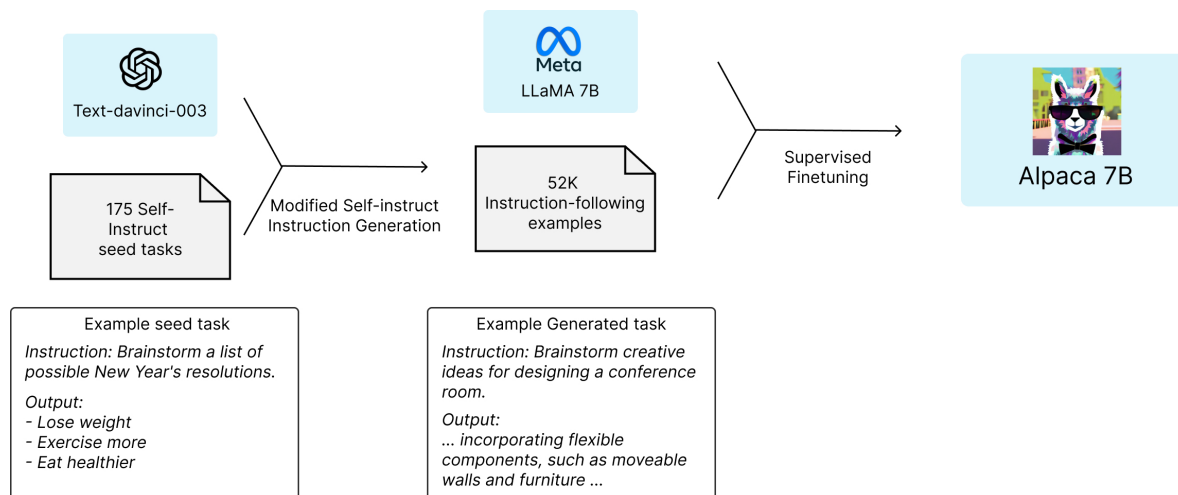 Text-davinci-003
175 Self-
Instruct
seed tasks
Modified Self-instruct
Instruction Generation
Meta
LLaMA 7B
52K
Instruction-following
examples
Supervised
Finetuning
Alpaca 7B
Example seed task
Instruction: Brainstorm a list of
possible New Year's resolutions.
Output:
- Lose weight
- Exercise more
- Eat healthier
Example Generated task
Instruction: Brainstorm creative
ideas for designing a conference
room.
Output:
... incorporating flexible
components, such as moveable
walls and furniture ...